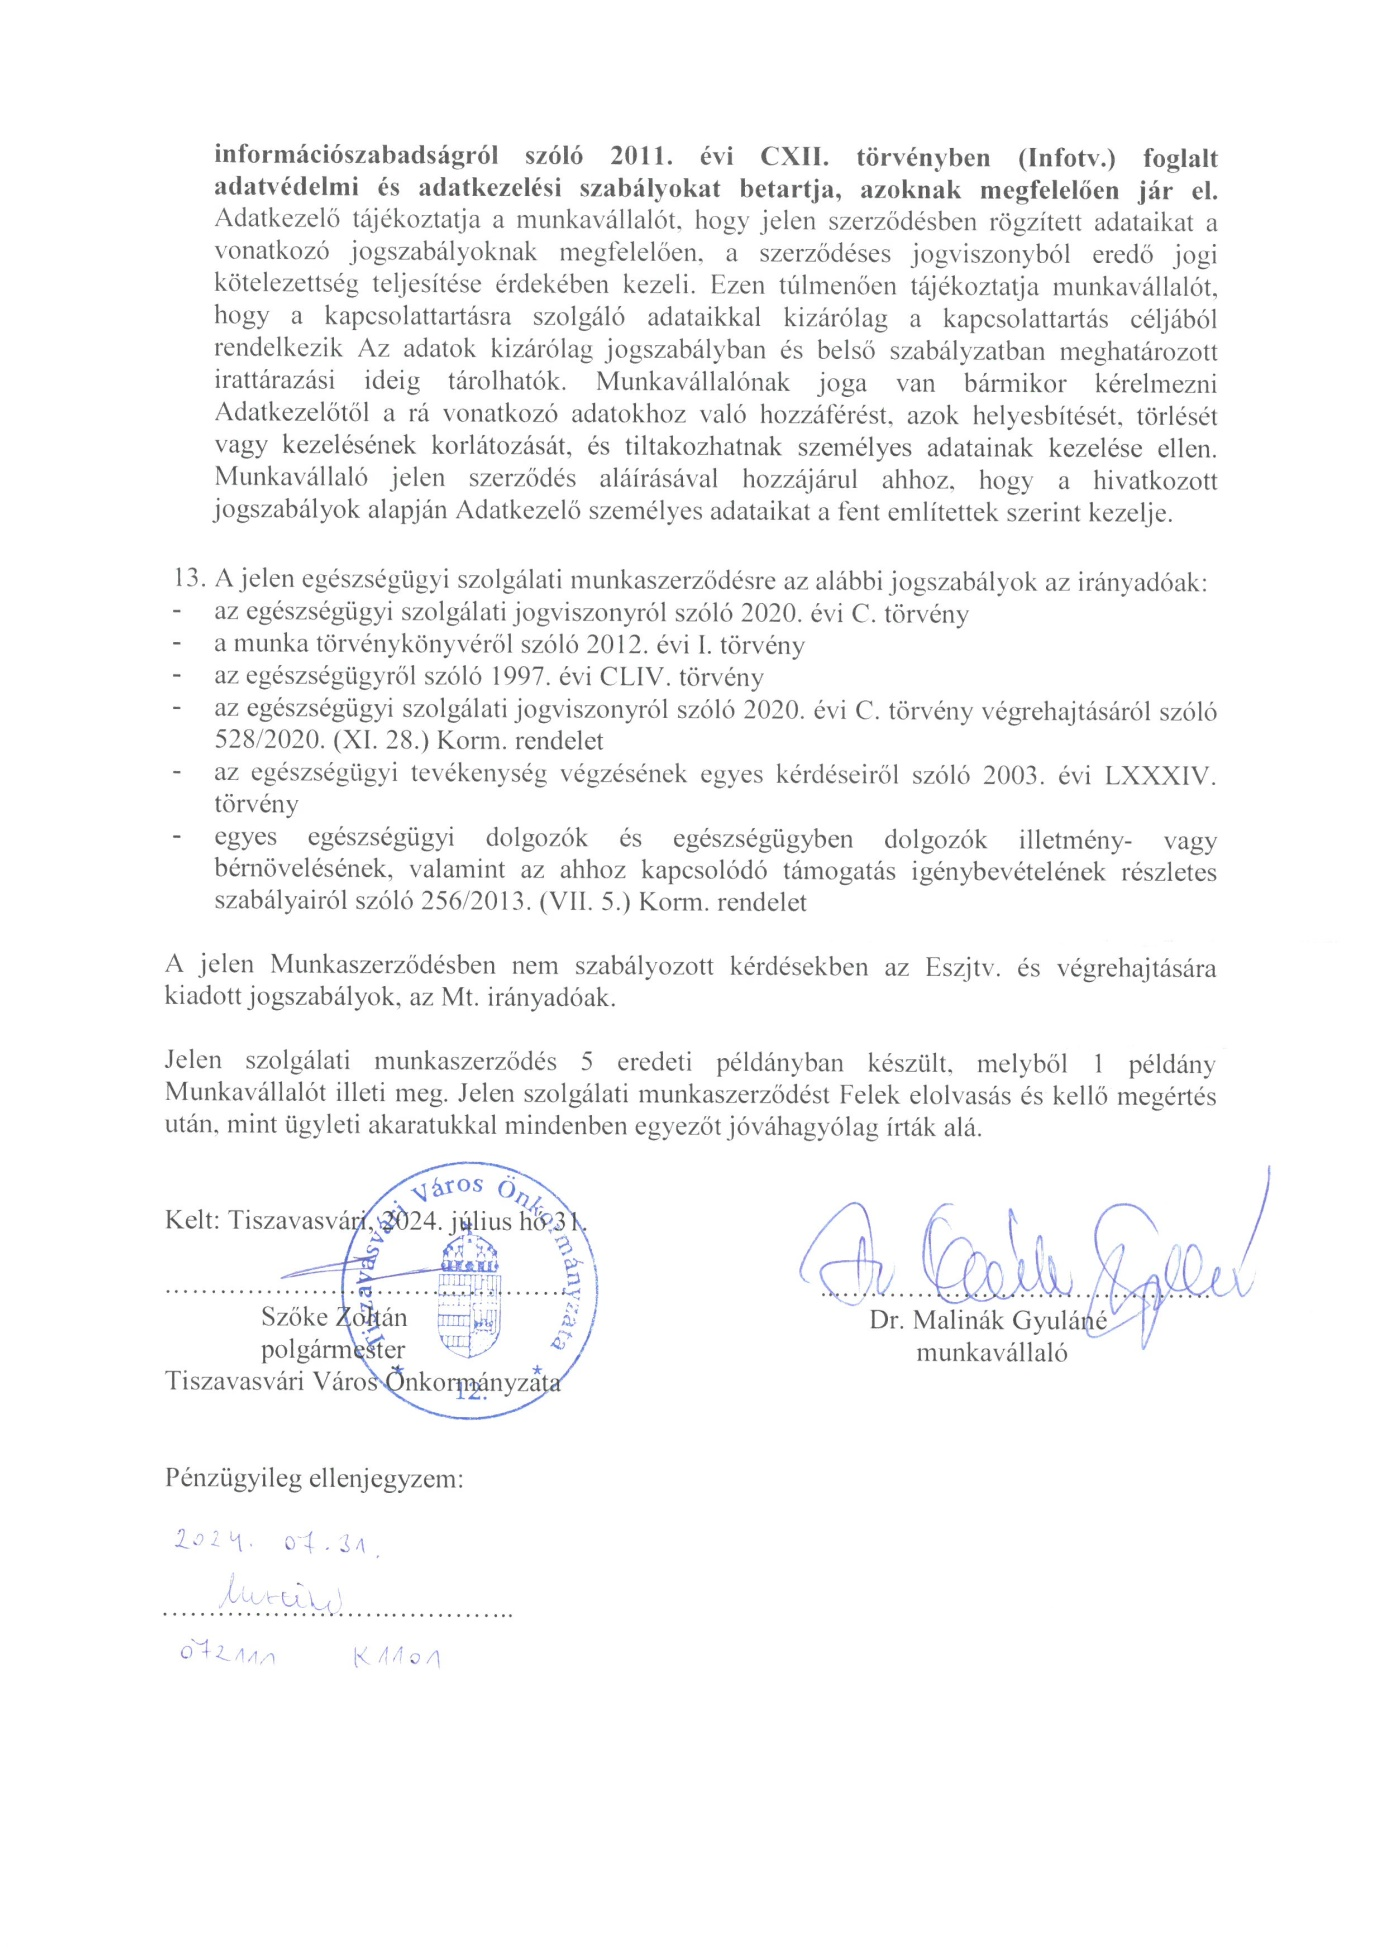 információszabadságról szóló 2011. évi CXII. törvényben (Infotv.) foglalt
adatvédelmi és adatkezelési szabályokat betartja, azoknak megfelelően jár el.
Adatkezelő tájékoztatja a munkavállalót, hogy jelen szerződésben rögzített adataikat a
vonatkozó jogszabályoknak megfelelően, a szerződéses jogviszonyból eredő jogi
kötelezettség teljesítése érdekében kezeli. Ezen túlmenően tájékoztatja munkavállalót,
hogy a kapcsolattartásra szolgáló adataikkal kizárólag a kapcsolattartás céljából
rendelkezik Az adatok kizárólag jogszabályban és belső szabályzatban meghatározott
irattárazási ideig tárolhatók. Munkavállalónak joga van bármikor kérelmezni
Adatkezelőtől a rá vonatkozó adatokhoz való hozzáférést, azok helyesbítését, törlését
vagy kezelésének korlátozását, és tiltakozhatnak személyes adatainak kezelése ellen.
Munkavállaló jelen szerződés aláírásával hozzájárul ahhoz, hogy a hivatkozott
jogszabályok alapján Adatkezelő személyes adataikat a fent említettek szerint kezelje.
13. A jelen egészségügyi szolgálati munkaszerződésre az alábbi jogszabályok az irányadóak:
- az egészségügyi szolgálati jogviszonyról szóló 2020. évi C. törvény
- a munka törvénykönyvéről szóló 2012. évi I. törvény
- az egészségügyről szóló 1997. évi CLIV. törvény
- az egészségügyi szolgálati jogviszonyról szóló 2020. évi C. törvény végrehajtásáról szóló
528/2020. (XI. 28.) Korm. rendelet
- az egészségügyi tevékenység végzésének egyes kérdéseiről szóló 2003. évi LXXXIV.
törvény
- egyes egészségügyi dolgozók és egészségügyben dolgozók illetmény- vagy
bérnövelésének, valamint az ahhoz kapcsolódó támogatás igénybevételének részletes
szabályairól szóló 256/2013. (VII. 5.) Korm. rendelet
A jelen Munkaszerződésben nem szabályozott kérdésekben az Eszjtv. és végrehajtására
kiadott jogszabályok, az Mt. irányadóak.
Jelen szolgálati munkaszerződés 5 eredeti példányban készült, melyből 1 példány
Munkavállalót illeti meg. Jelen szolgálati munkaszerződést Felek elolvasás és kellő megértés
után, mint ügyleti akaratukkal mindenben egyezőt jóváhagyólag írták alá.
Kelt: Tiszavasvári, 2024. július hó 31.
Tiszavasvári Város Önkormányzata
* 12. *
Szőke Zoltán
polgármester
Tiszavasvári Város Önkormányzata
Dr. Malinák Gyuláné
munkavállaló
Pénzügyileg ellenjegyzem:
2024. 07.31.
072111 K1101